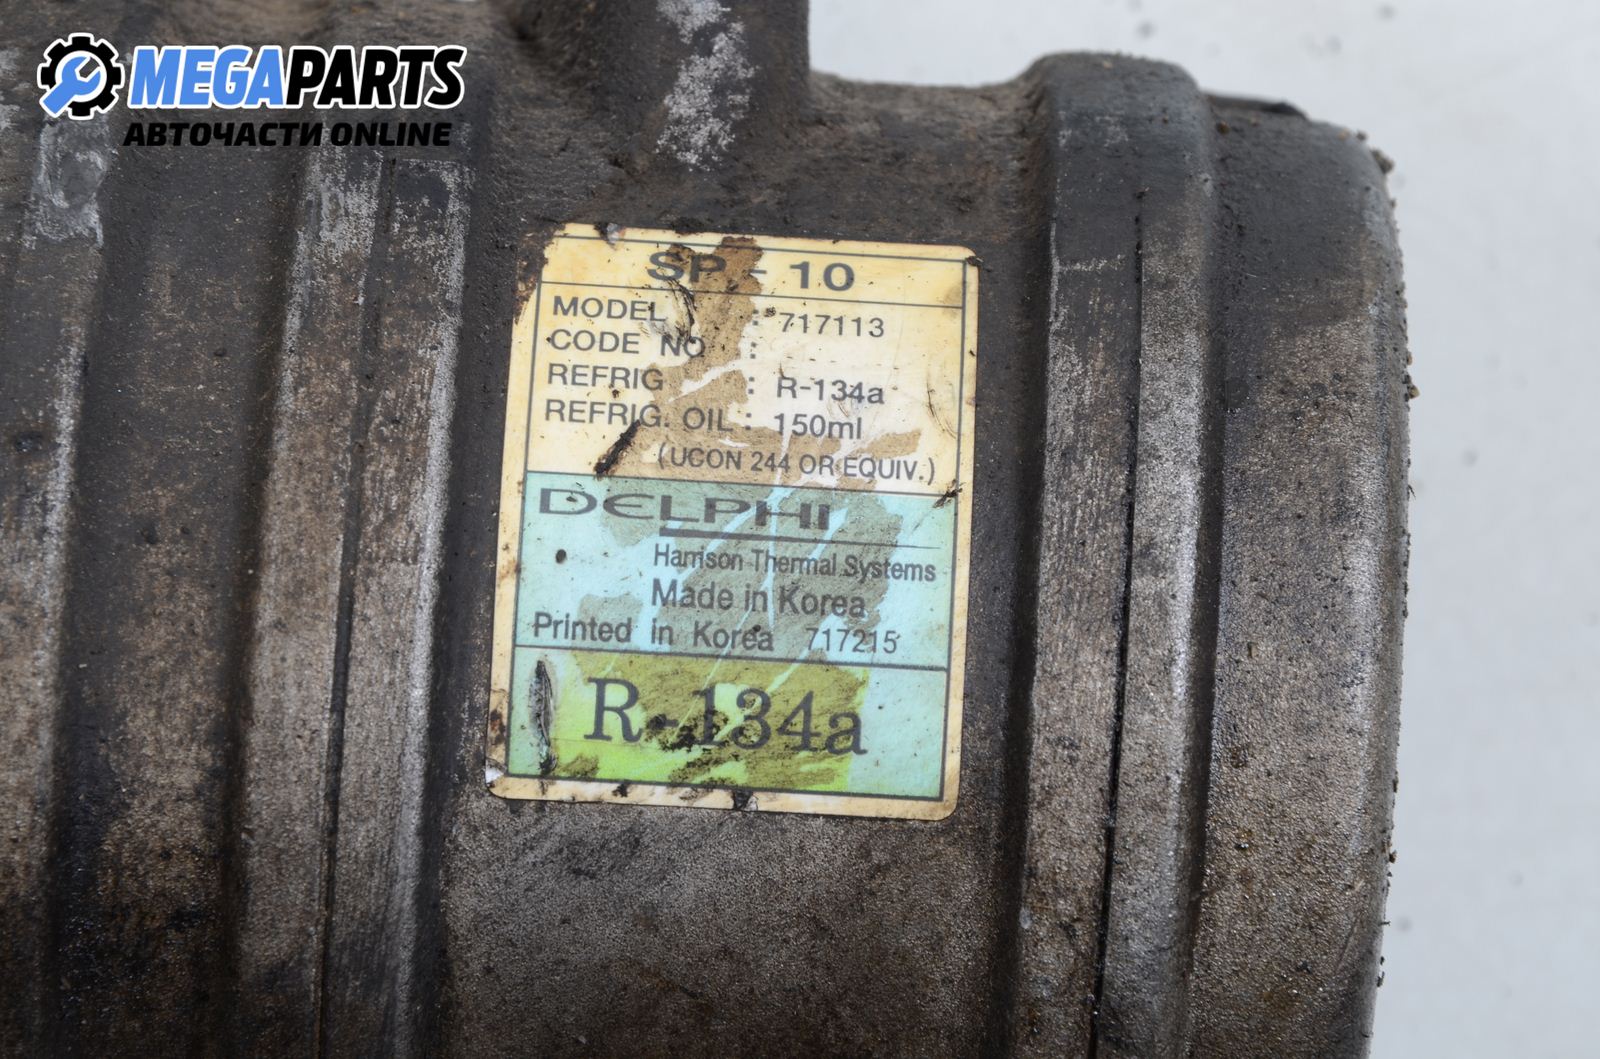 MEGAPARTS
АВТОЧАСТИ ONLINE
SP - 10
MODEL : 717113
CODE NO :
REFRIG : R-134a
REFRIG. OIL : 150ml
(UCON 244 OR EQUIV.)
DELPHI
Harrison Thermal Systems
Made in Korea
Printed in Korea 717215
R-134a